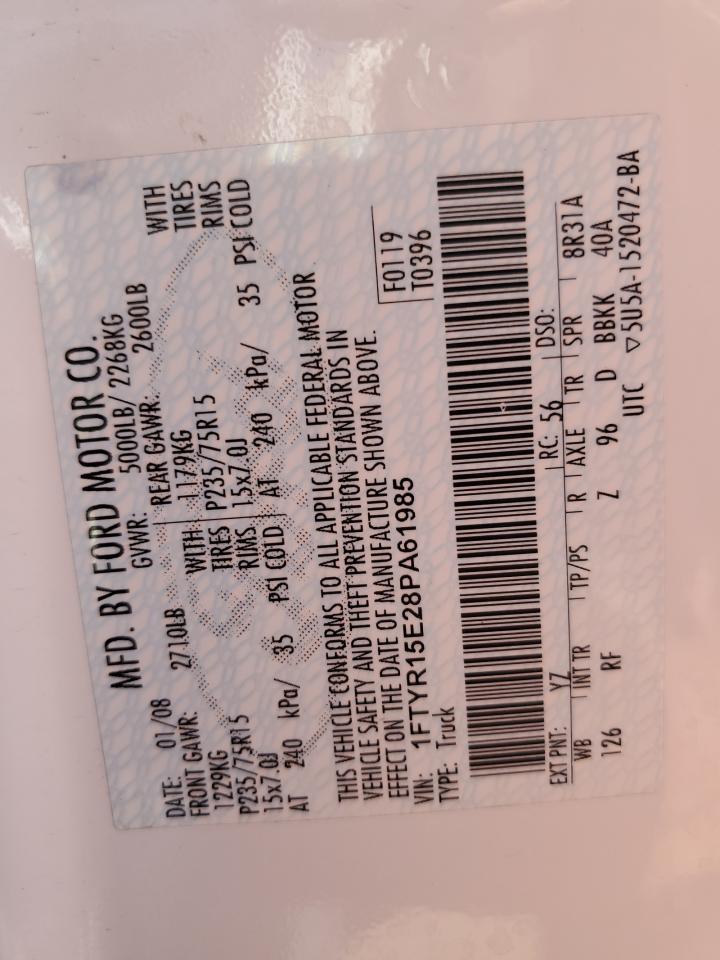 MFD. BY FORD MOTOR CO.
DATE: 01/08 GVWR: 5000LB/ 2268KG
FRONT GAWR: 2710LB REAR GAWR: 2600LB
1229KG WITH 1179KG WITH
P235/75R15 TIRES P235/75R15 TIRES
15x7.0J RIMS 15x7.0J RIMS
AT 240 kPa/ 35 PSI COLD AT 240 kPa/ 35 PSI COLD
THIS VEHICLE CONFORMS TO ALL APPLICABLE FEDERAL MOTOR
VEHICLE SAFETY AND THEFT PREVENTION STANDARDS IN
EFFECT ON THE DATE OF MANUFACTURE SHOWN ABOVE.
VIN: 1FTYR15E28PA61985 F0119
TYPE: Truck T0396
EXT PNT: YZ RC: 56 DSO:
WB INT TR TP/PS R AXLE TR SPR 8R31A
126 RF Z 96 D BBKK 40A
UTC ▽5U5A-1520472-BA